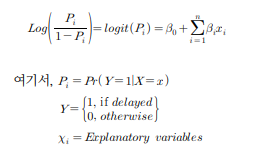 Log(P_i / 1−P_i) = logit(P_i) = β_0 + ∑_{i=1}^{n} β_i x_i
여기서, P_i = Pr(Y=1|X=x)
Y = {1, if delayed
0, otherwise}
χ_i = Explanatory variables